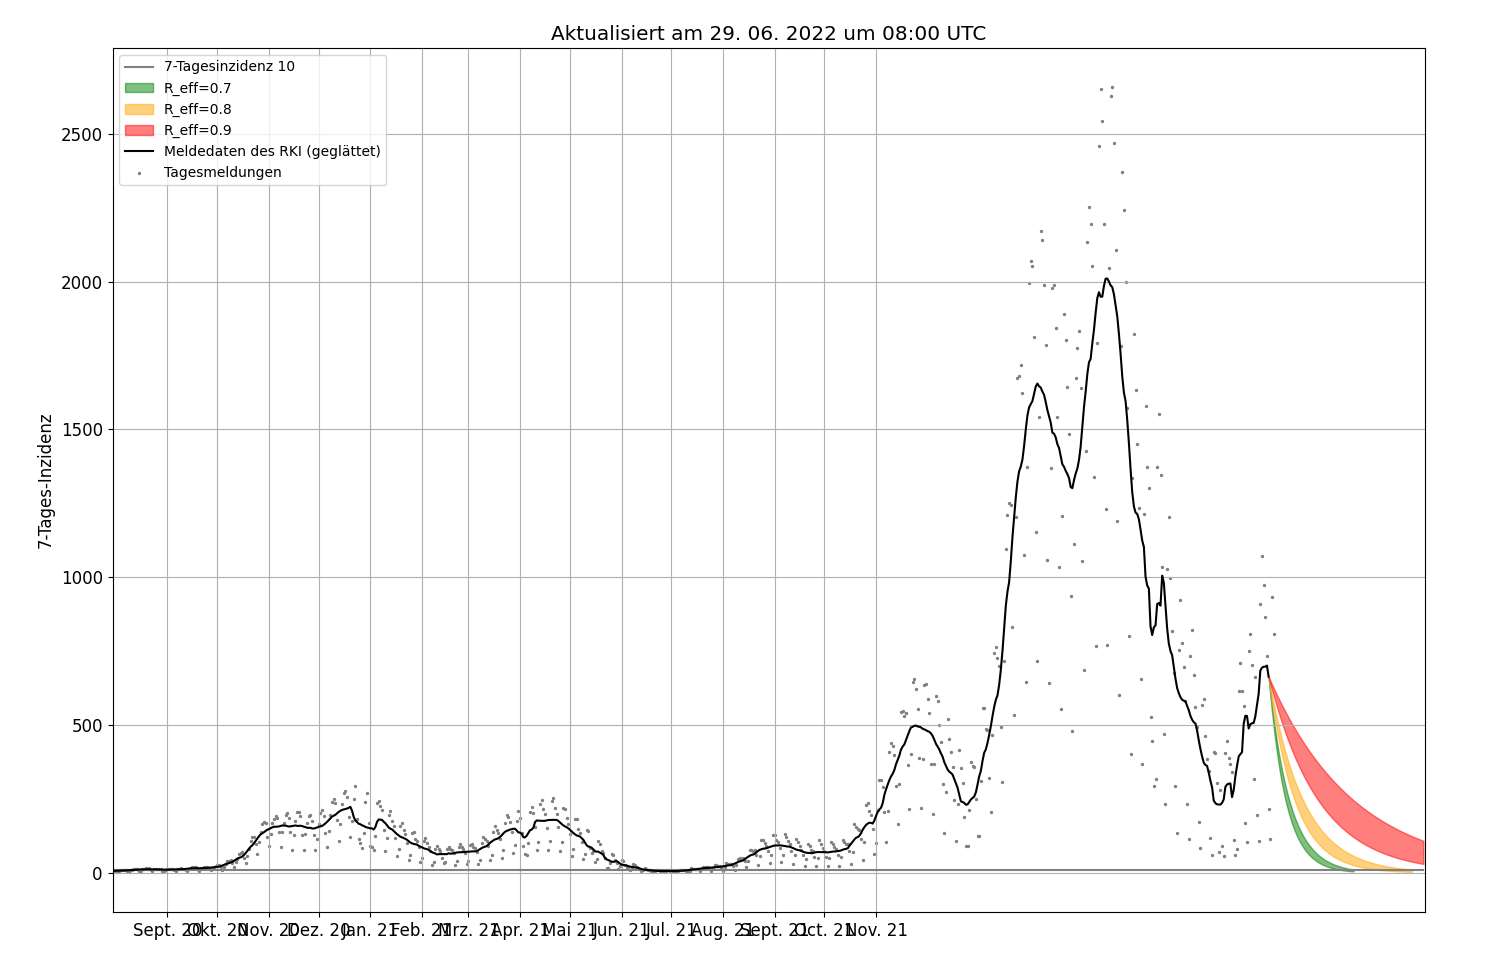 Aktualisiert am 29. 06. 2022 um 08:00 UTC
7-Tagesinzidenz 10
R_eff=0.7
R_eff=0.8
R_eff=0.9
Meldedaten des RKI (geglättet)
Tagesmeldungen
7-Tages-Inzidenz
2500
2000
1500
1000
500
0
Sept. 20 Okt. 20 Nov. 20 Dez. 20 Jan. 21 Feb. 21 Mrz. 21 Apr. 21 Mai 21 Jun. 21 Jul. 21 Aug. 21 Sept. 21 Oct. 21 Nov. 21